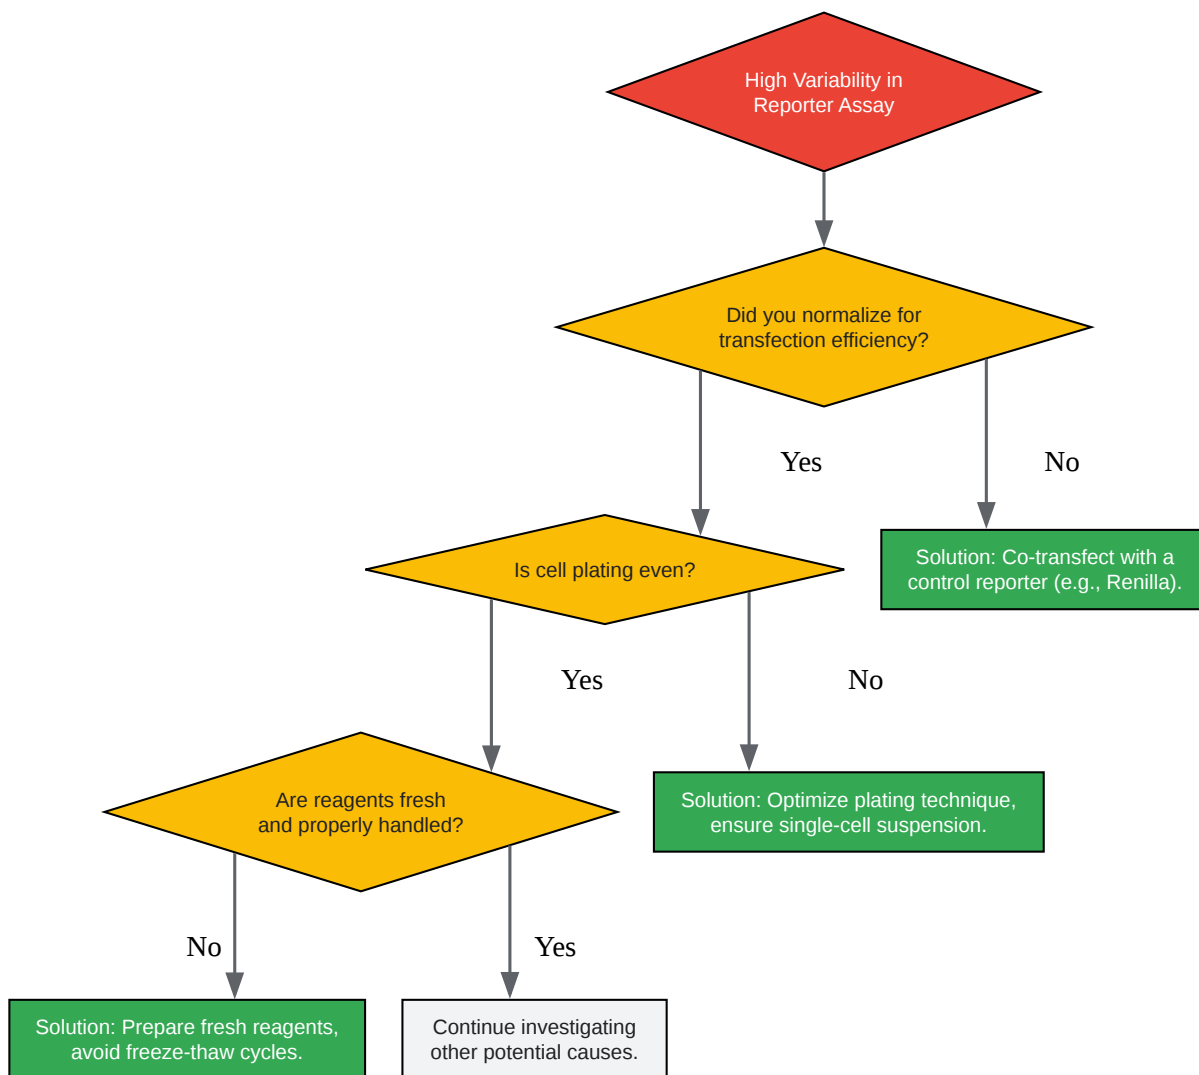 High Variability in
Reporter Assay
Did you normalize for
transfection efficiency?
Yes
No
Is cell plating even?
Solution: Co-transfect with a
control reporter (e.g., Renilla).
Yes
No
Are reagents fresh
and properly handled?
Solution: Optimize plating technique,
ensure single-cell suspension.
No
Yes
Solution: Prepare fresh reagents,
avoid freeze-thaw cycles.
Continue investigating
other potential causes.